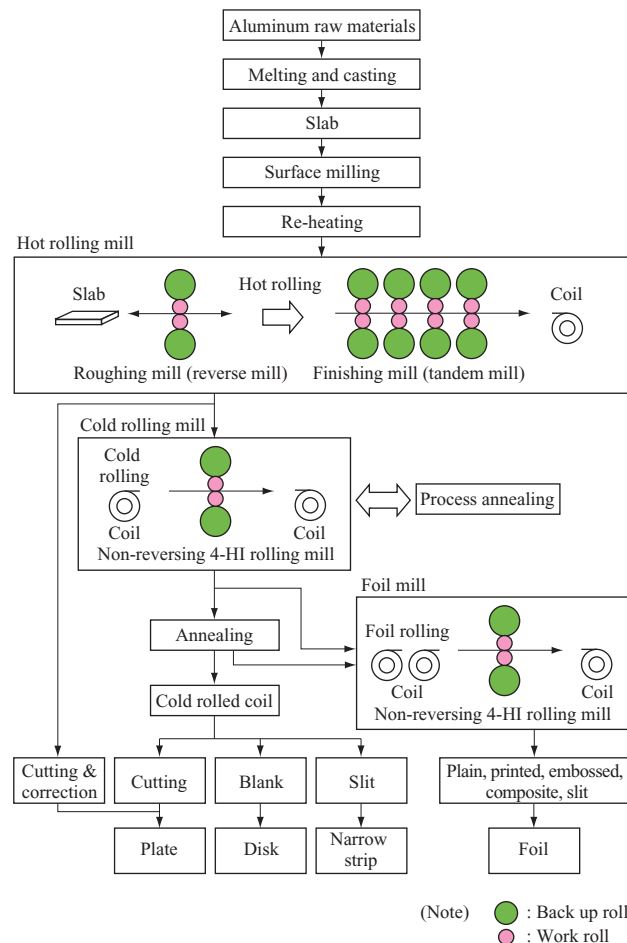 Aluminum raw materials
Melting and casting
Slab
Surface milling
Re-heating
Hot rolling mill
Slab
Hot rolling
Coil
Roughing mill (reverse mill)
Finishing mill (tandem mill)
Cold rolling mill
Cold
rolling
Coil
Coil
Non-reversing 4-HI rolling mill
Process annealing
Foil mill
Annealing
Foil rolling
Coil
Coil
Non-reversing 4-HI rolling mill
Cold rolled coil
Cutting &
correction
Cutting
Blank
Slit
Plain, printed, embossed,
composite, slit
Plate
Disk
Narrow
strip
Foil
(Note)
: Back up roll
: Work roll